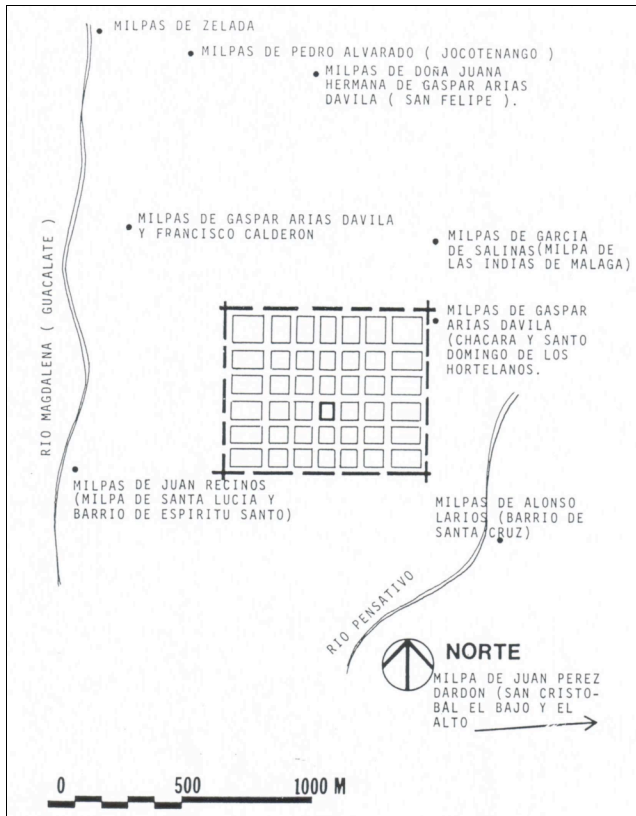 MILPAS DE ZELADA
MILPAS DE PEDRO ALVARADO ( JOCOTENANGO )
MILPAS DE DOÑA JUANA
HERMANA DE GASPAR ARIAS
DAVILA ( SAN FELIPE ).
MILPAS DE GASPAR ARIAS DAVILA
Y FRANCISCO CALDERON
MILPAS DE GARCIA
DE SALINAS(MILPA DE
LAS INDIAS DE MALAGA)
RIO MAGDALENA ( GUACALATE )
MILPAS DE GASPAR
ARIAS DAVILA
(CHACARA Y SANTO
DOMINGO DE LOS
HORTELANOS.
MILPAS DE JUAN RECINOS
(MILPA DE SANTA LUCIA Y
BARRIO DE ESPIRITU SANTO)
MILPAS DE ALONSO
LARIOS (BARRIO DE
SANTA CRUZ)
RIO PENSATIVO
NORTE
MILPA DE JUAN PEREZ
DARDON (SAN CRISTO-
BAL EL BAJO Y EL
ALTO
0 500 1000 M